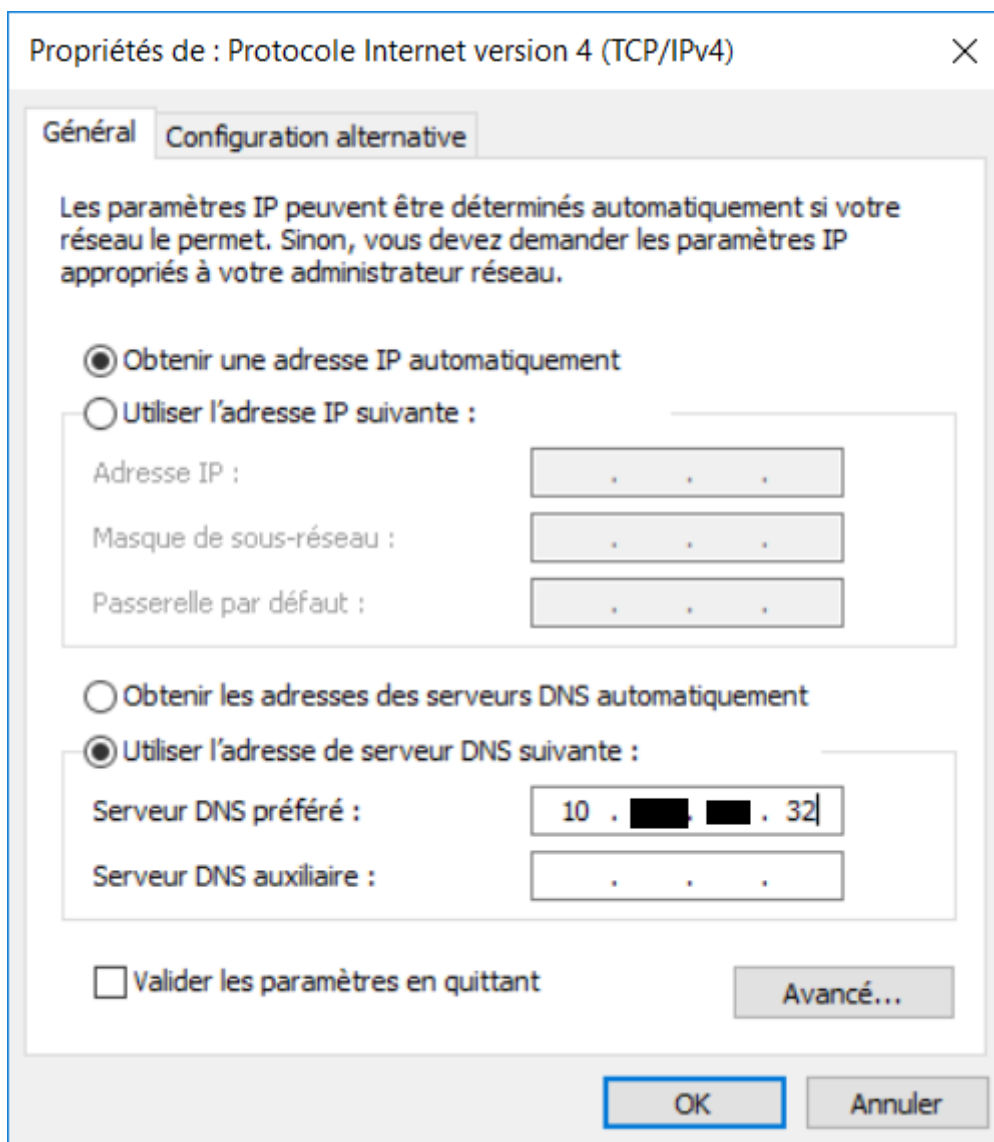 Propriétés de : Protocole Internet version 4 (TCP/IPv4)
Général
Configuration alternative
Les paramètres IP peuvent être déterminés automatiquement si votre
réseau le permet. Sinon, vous devez demander les paramètres IP
appropriés à votre administrateur réseau.
Obtenir une adresse IP automatiquement
Utiliser l'adresse IP suivante :
Adresse IP :
Masque de sous-réseau :
Passerelle par défaut :
Obtenir les adresses des serveurs DNS automatiquement
Utiliser l'adresse de serveur DNS suivante :
Serveur DNS préféré : 10 . . . 32
Serveur DNS auxiliaire :
Valider les paramètres en quittant
Avancé...
OK Annuler